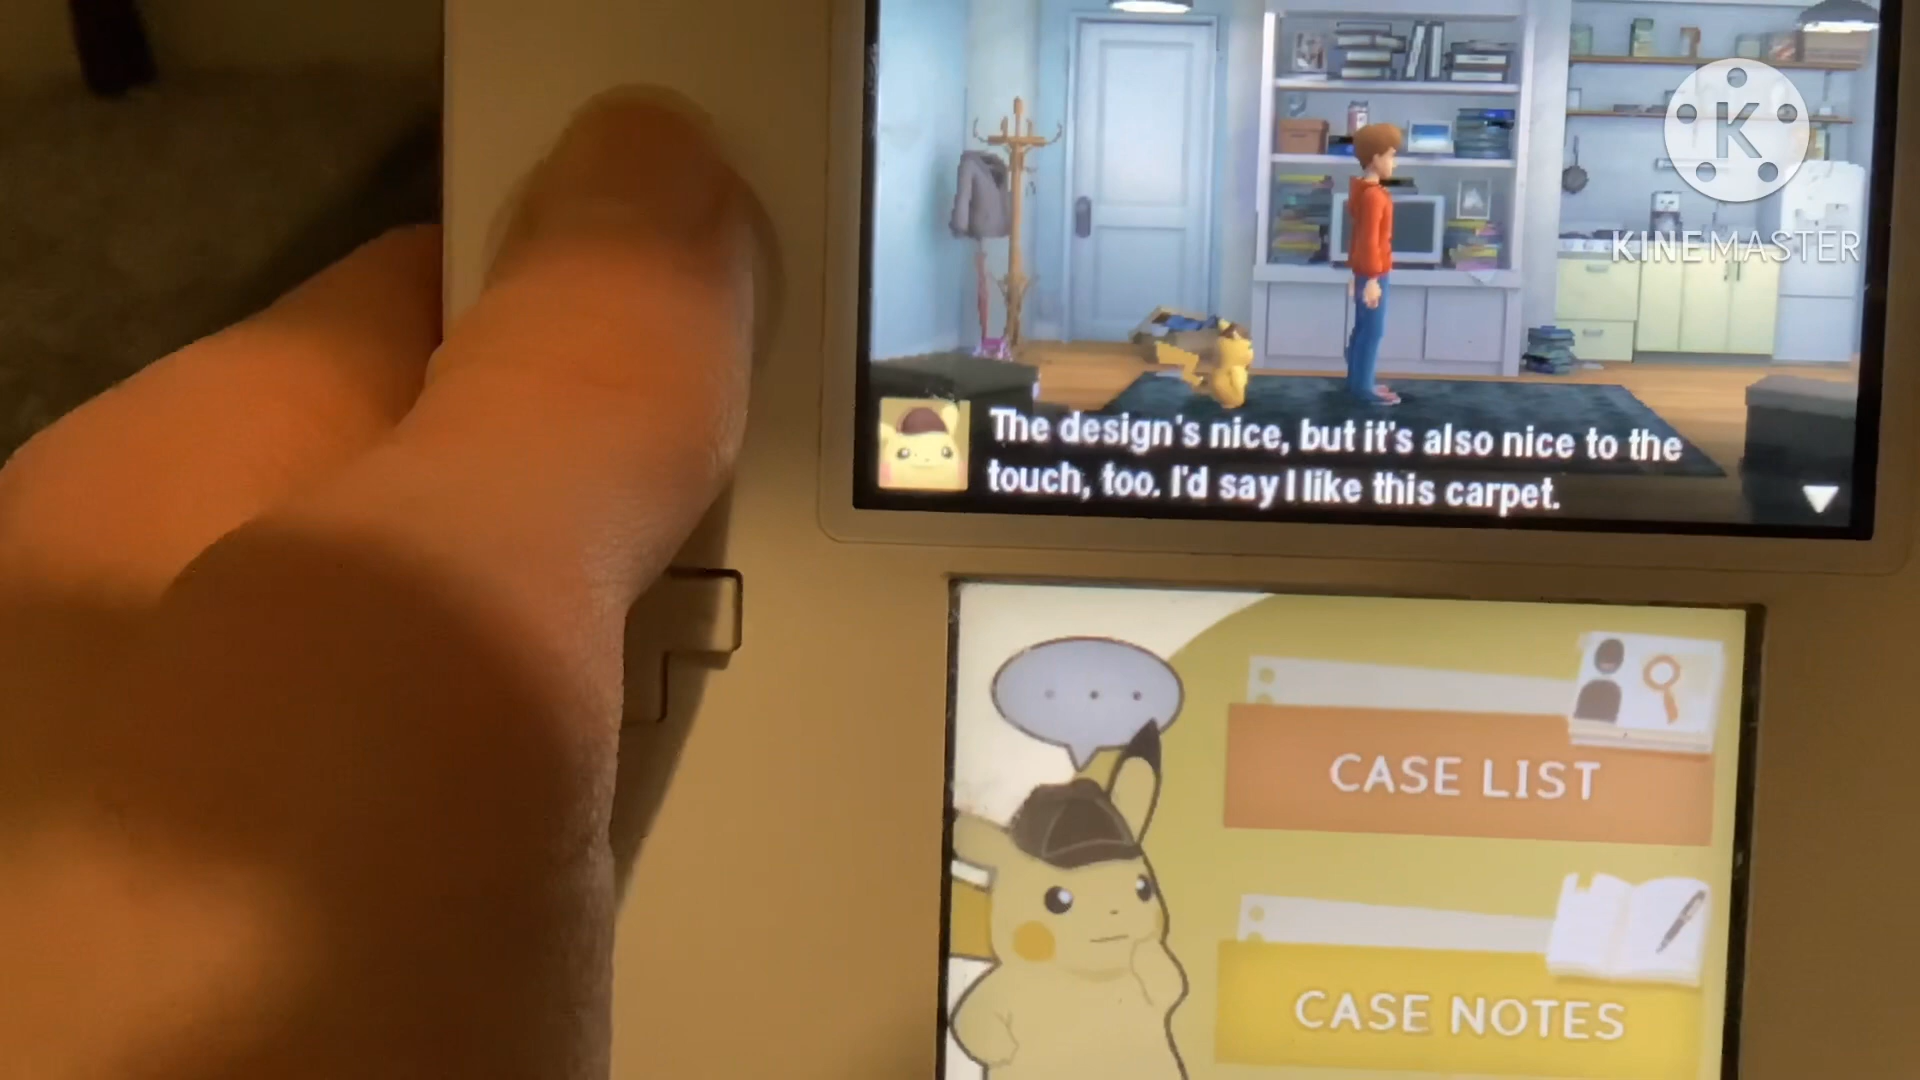 K
KINEMASTER
The design's nice, but it's also nice to the
touch, too. I'd say I like this carpet.
CASE LIST
CASE NOTES